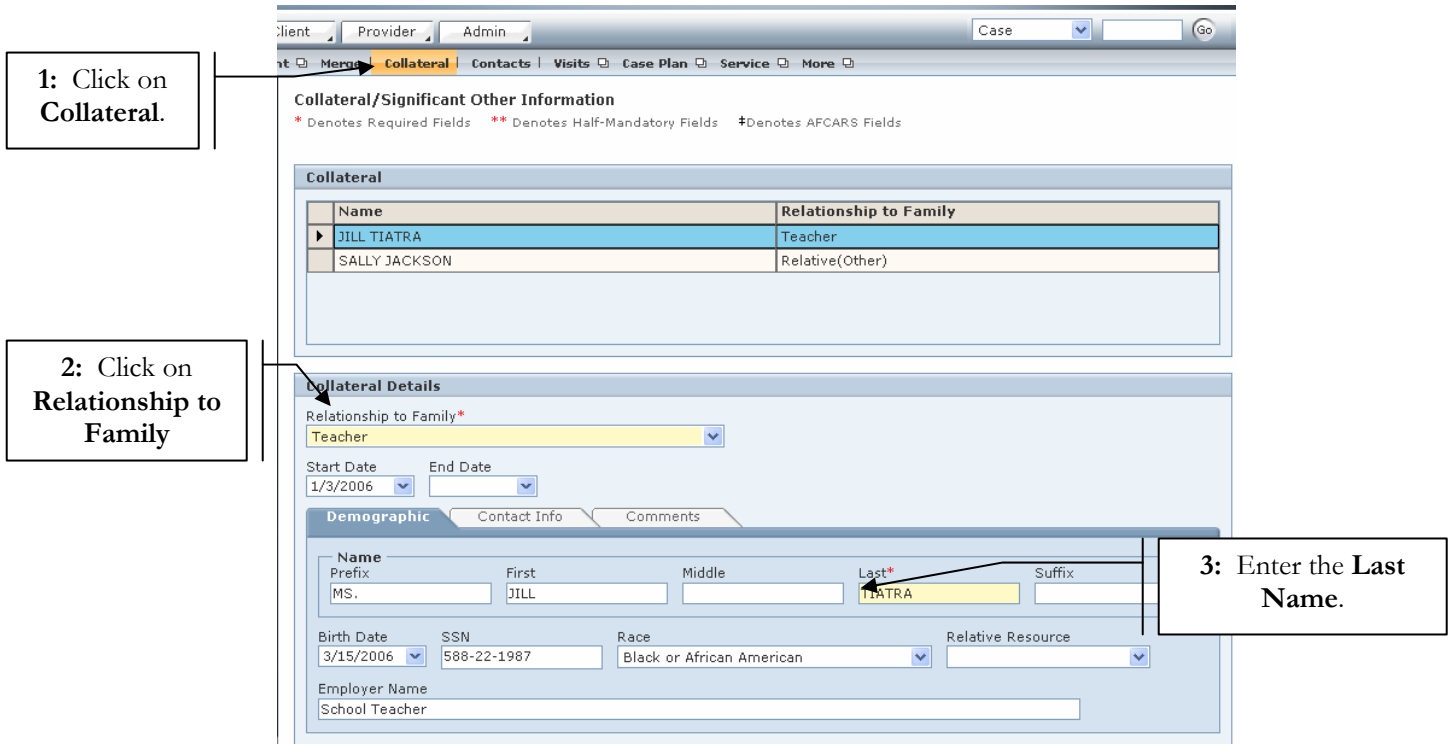 Client Provider Admin Case Go
nt Merge Collateral Contacts Visits Case Plan Service More
1: Click on
Collateral.
Collateral/Significant Other Information
* Denotes Required Fields ** Denotes Half-Mandatory Fields ‡Denotes AFCARS Fields
Collateral
Name Relationship to Family
JILL TIATRA Teacher
SALLY JACKSON Relative(Other)
2: Click on
Relationship to
Family
Collateral Details
Relationship to Family*
Teacher
Start Date End Date
1/3/2006
Demographic Contact Info Comments
3: Enter the Last
Name.
Name
Prefix First Middle Last* Suffix
MS. JILL TIATRA
Birth Date SSN Race Relative Resource
3/15/2006 588-22-1987 Black or African American
Employer Name
School Teacher